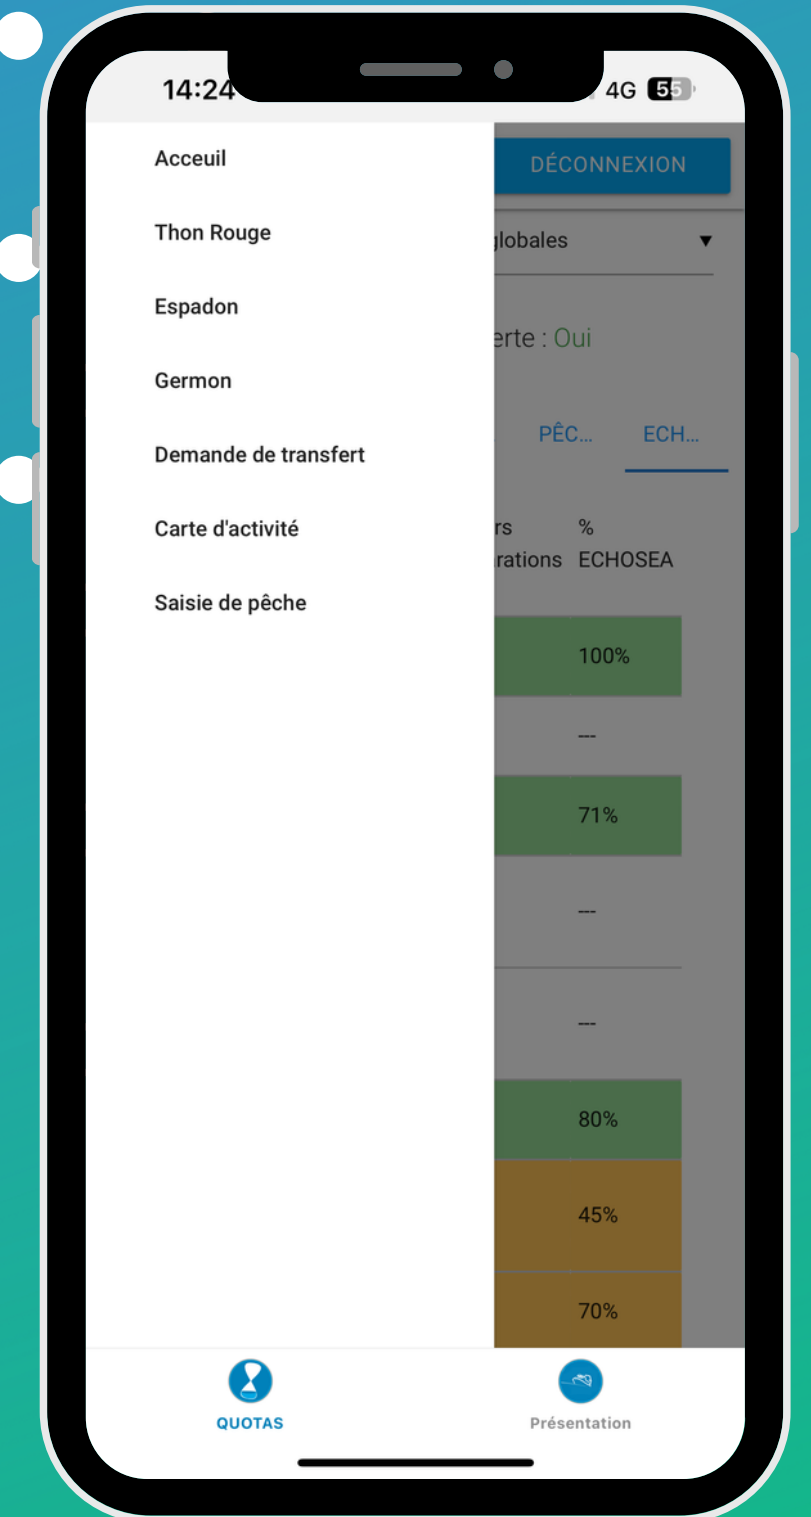 14:24
4G 55
Acceuil
DÉCONNEXION
Thon Rouge
globales ▼
Espadon
erte : Oui
Germon
PÊC... ECH...
Demande de transfert
Carte d'activité
rs %
rations ECHOSEA
Saisie de pêche
100%
---
71%
---
---
80%
45%
70%
QUOTAS
Présentation